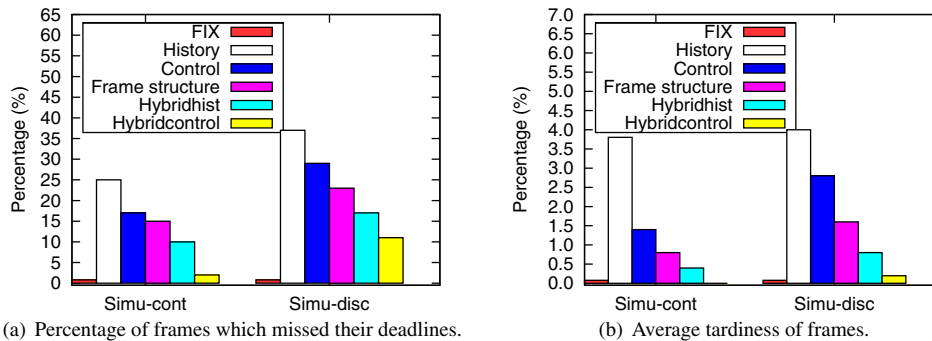 65
60
55
50
45
40
35
30
25
20
15
10
5
0
Percentage (%)
FIX
History
Control
Frame structure
Hybridhist
Hybridcontrol
Simu-cont
Simu-disc
(a) Percentage of frames which missed their deadlines.
7.0
6.5
6.0
5.5
5.0
4.5
4.0
3.5
3.0
2.5
2.0
1.5
1.0
0.5
0.0
Percentage (%)
FIX
History
Control
Frame structure
Hybridhist
Hybridcontrol
Simu-cont
Simu-disc
(b) Average tardiness of frames.